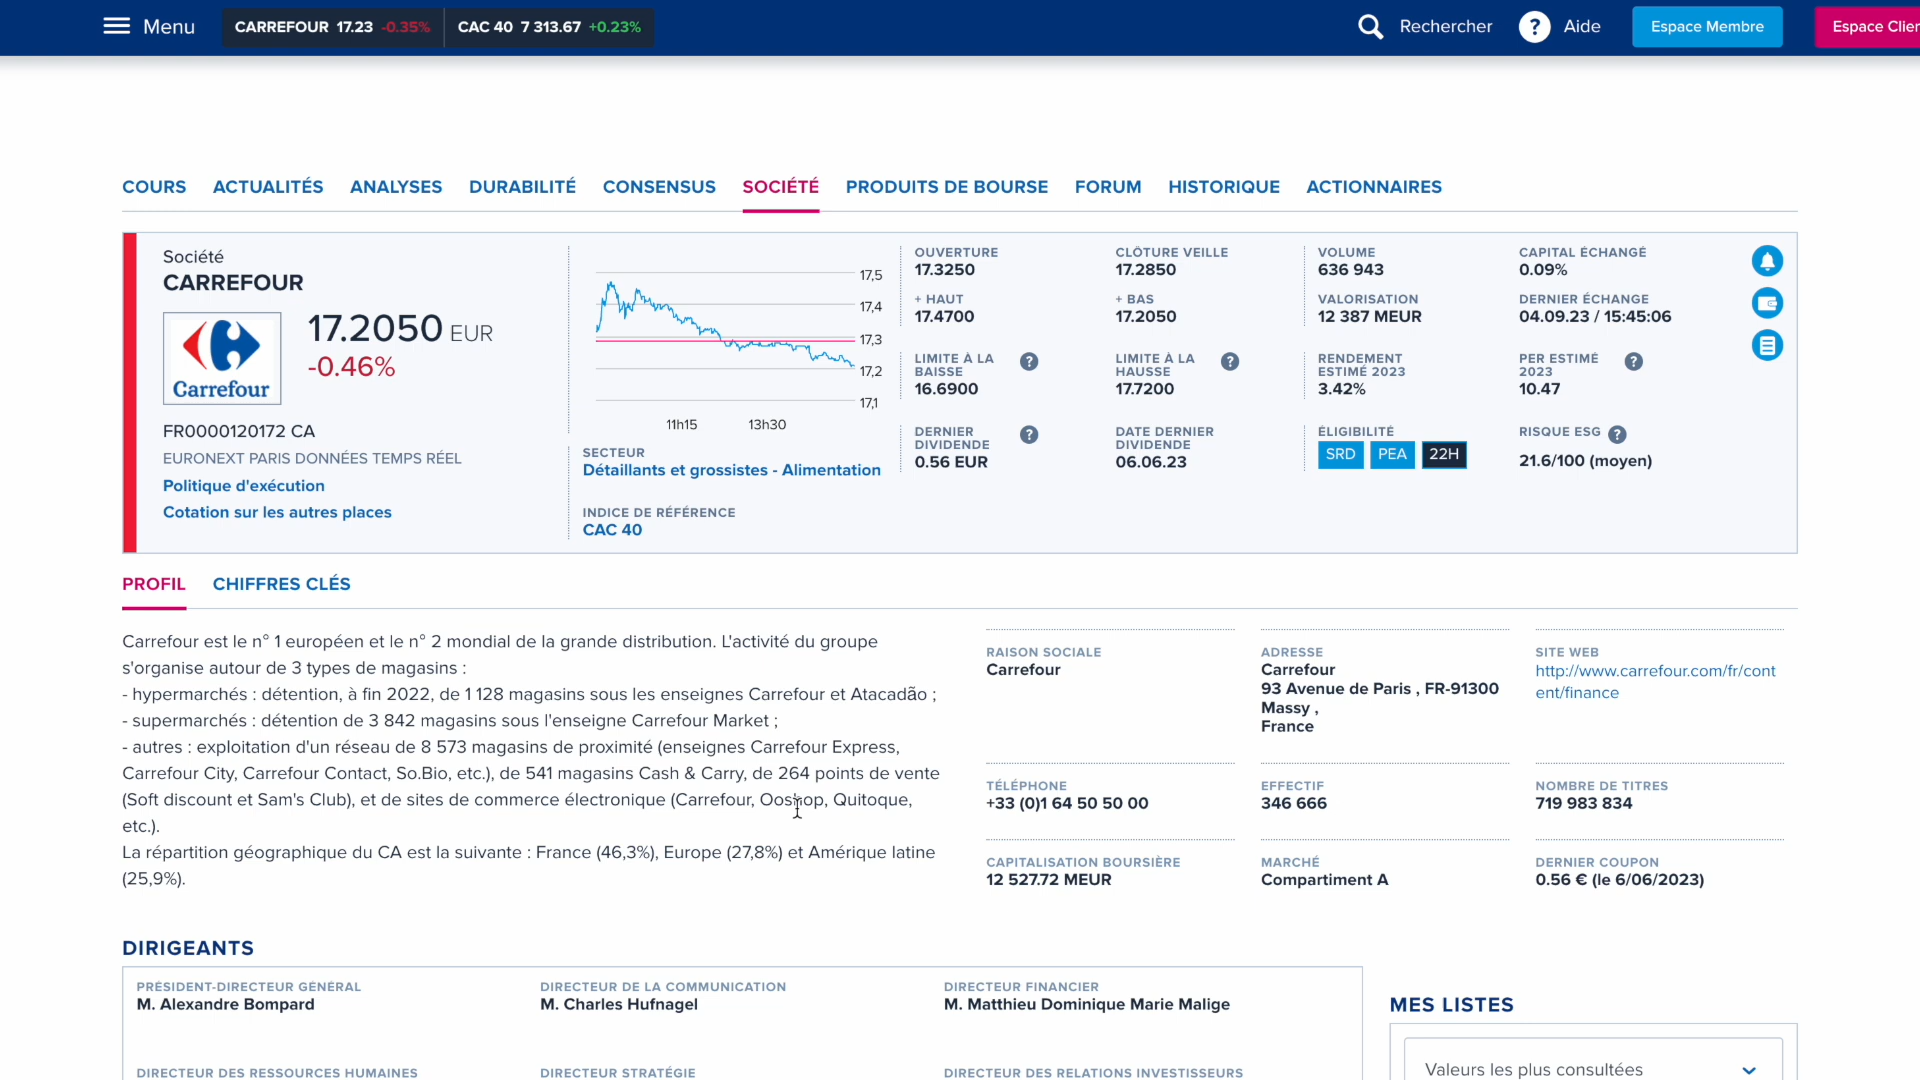 Menu
CARREFOUR 17.23 -0.35%
CAC 40 7 313.67 +0.23%
Rechercher
? Aide
Espace Membre
Espace Clier
COURS ACTUALITÉS ANALYSES DURABILITÉ CONSENSUS SOCIÉTÉ PRODUITS DE BOURSE FORUM HISTORIQUE ACTIONNAIRES
Société
CARREFOUR
Carrefour
17.2050 EUR
-0.46%
FR0000120172 CA
EURONEXT PARIS DONNÉES TEMPS RÉEL
Politique d'exécution
Cotation sur les autres places
17,5
17,4
17,3
17,2
17,1
11h15 13h30
SECTEUR
Détaillants et grossistes - Alimentation
INDICE DE RÉFÉRENCE
CAC 40
OUVERTURE
17.3250
CLÔTURE VEILLE
17.2850
+ HAUT
17.4700
+ BAS
17.2050
LIMITE À LA
BAISSE ?
16.6900
LIMITE À LA
HAUSSE ?
17.7200
DERNIER
DIVIDENDE ?
0.56 EUR
DATE DERNIER
DIVIDENDE
06.06.23
VOLUME
636 943
CAPITAL ÉCHANGÉ
0.09%
VALORISATION
12 387 MEUR
DERNIER ÉCHANGE
04.09.23 / 15:45:06
RENDEMENT
ESTIMÉ 2023
3.42%
PER ESTIMÉ
2023 ?
10.47
ÉLIGIBILITÉ
SRD PEA 22H
RISQUE ESG ?
21.6/100 (moyen)
PROFIL CHIFFRES CLÉS
Carrefour est le n° 1 européen et le n° 2 mondial de la grande distribution. L'activité du groupe
s'organise autour de 3 types de magasins :
- hypermarchés : détention, à fin 2022, de 1 128 magasins sous les enseignes Carrefour et Atacadão ;
- supermarchés : détention de 3 842 magasins sous l'enseigne Carrefour Market ;
- autres : exploitation d'un réseau de 8 573 magasins de proximité (enseignes Carrefour Express,
Carrefour City, Carrefour Contact, So.Bio, etc.), de 541 magasins Cash & Carry, de 264 points de vente
(Soft discount et Sam's Club), et de sites de commerce électronique (Carrefour, Ooshop, Quitoque,
etc.).
La répartition géographique du CA est la suivante : France (46,3%), Europe (27,8%) et Amérique latine
(25,9%).
RAISON SOCIALE
Carrefour
ADRESSE
Carrefour
93 Avenue de Paris , FR-91300
Massy ,
France
SITE WEB
http://www.carrefour.com/fr/cont
ent/finance
TÉLÉPHONE
+33 (0)1 64 50 50 00
EFFECTIF
346 666
NOMBRE DE TITRES
719 983 834
CAPITALISATION BOURSIÈRE
12 527.72 MEUR
MARCHÉ
Compartiment A
DERNIER COUPON
0.56 € (le 6/06/2023)
DIRIGEANTS
PRÉSIDENT-DIRECTEUR GÉNÉRAL
M. Alexandre Bompard
DIRECTEUR DE LA COMMUNICATION
M. Charles Hufnagel
DIRECTEUR FINANCIER
M. Matthieu Dominique Marie Malige
DIRECTEUR DES RESSOURCES HUMAINES
DIRECTEUR STRATÉGIE
DIRECTEUR DES RELATIONS INVESTISSEURS
MES LISTES
Valeurs les plus consultées